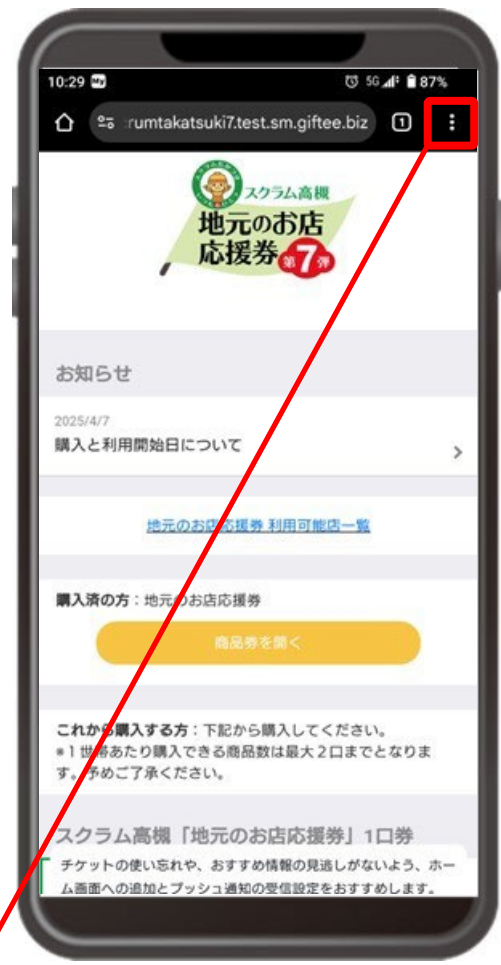 10:29 My 5G 87%
:rumtakatsuki7.test.sm.giftee.biz 1
スクラム高槻
地元のお店
応援券 第7弾
お知らせ
2025/4/7
購入と利用開始日について
地元のお店応援券 利用可能店一覧
購入済の方：地元のお店応援券
商品券を開く
これから購入する方：下記から購入してください。
※1世帯あたり購入できる商品数は最大2口までとなりま
す。予めご了承ください。
スクラム高槻「地元のお店応援券」1口券
チケットの使い忘れや、おすすめ情報の見逃しがないよう、ホー
ム画面への追加とプッシュ通知の受信設定をおすすめします。